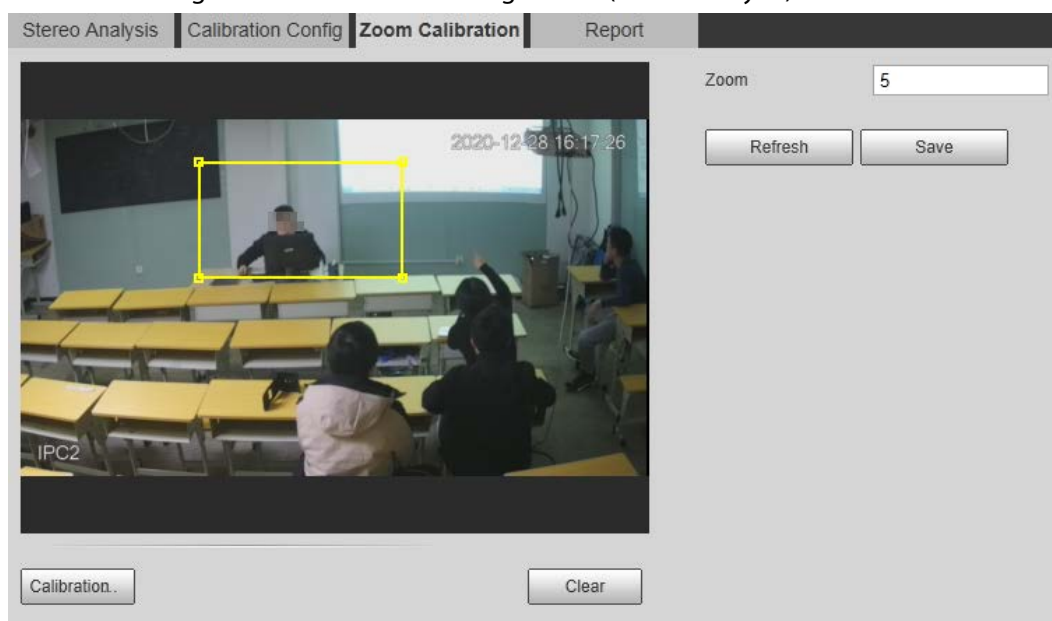 Stereo Analysis Calibration Config Zoom Calibration Report
Zoom 5
2020-12-28 16:17:26
Refresh Save
IPC2
Calibration..
Clear